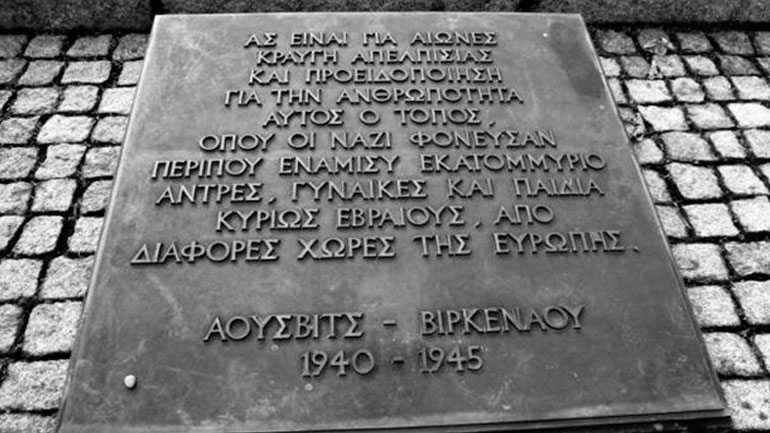 ΑΣ ΕΙΝΑΙ ΓΙΑ ΑΙΩΝΕΣ
ΚΡΑΥΓΗ ΑΠΕΛΠΙΣΙΑΣ
ΚΑΙ ΠΡΟΕΙΔΟΠΟΙΗΣΗ
ΓΙΑ ΤΗΝ ΑΝΘΡΩΠΟΤΗΤΑ
ΑΥΤΟΣ Ο ΤΟΠΟΣ,
ΟΠΟΥ ΟΙ ΝΑΖΙ ΦΟΝΕΥΣΑΝ
ΠΕΡΙΠΟΥ ΕΝΑΜΙΣΥ ΕΚΑΤΟΜΜΥΡΙΟ
ΑΝΤΡΕΣ, ΓΥΝΑΙΚΕΣ ΚΑΙ ΠΑΙΔΙΑ
ΚΥΡΙΩΣ ΕΒΡΑΙΟΥΣ, ΑΠΟ
ΔΙΑΦΟΡΕΣ ΧΩΡΕΣ ΤΗΣ ΕΥΡΩΠΗΣ.
ΑΟΥΣΒΙΤΣ - ΒΙΡΚΕΝΑΟΥ
1940 - 1945